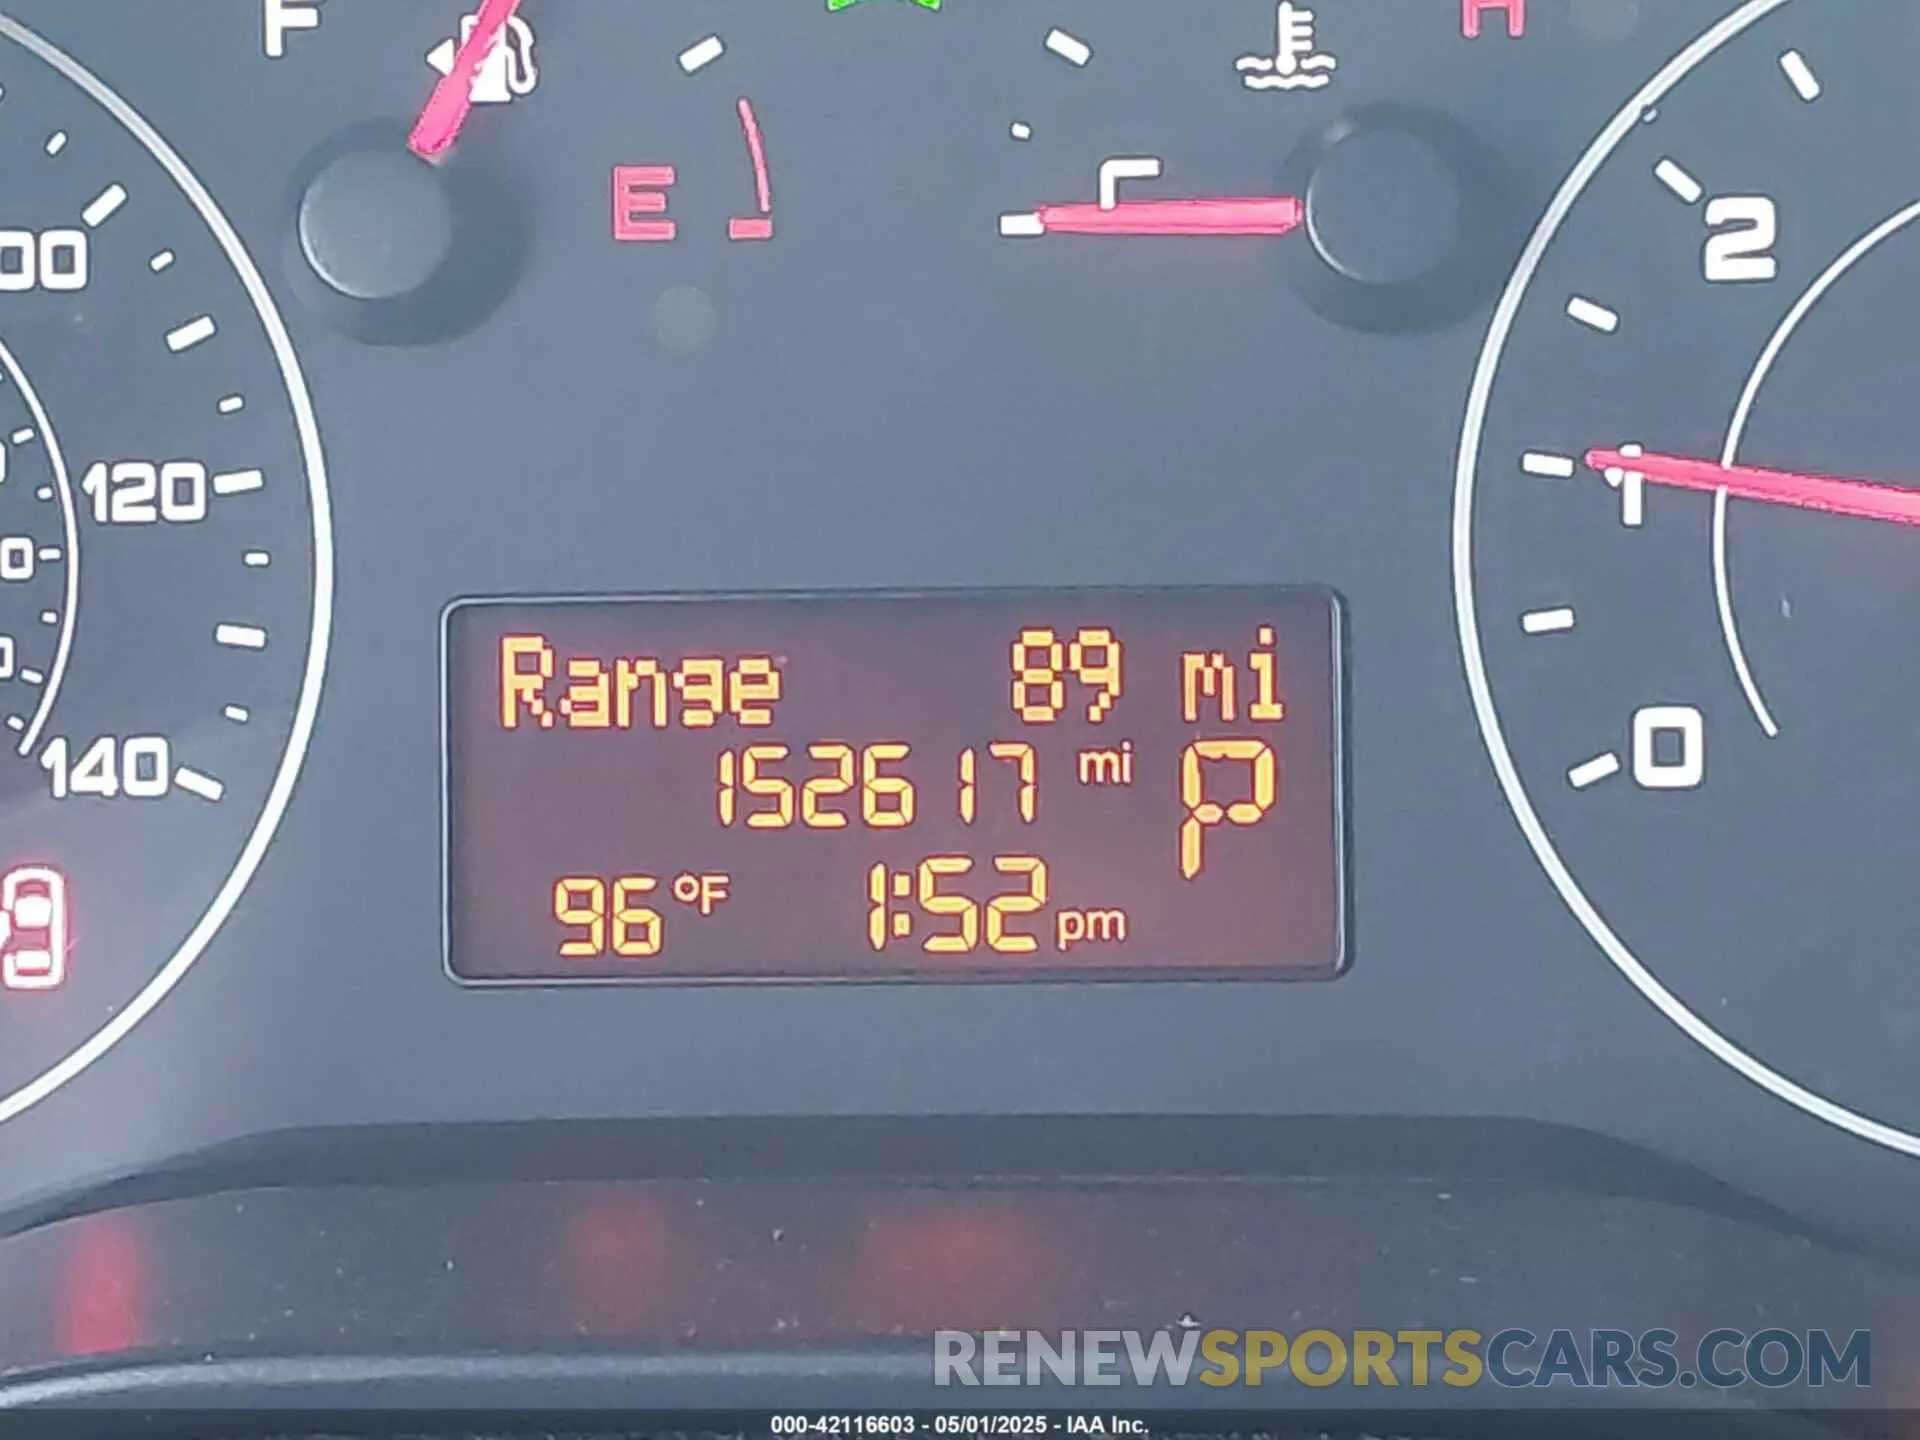 F
H
E
2
00
1
120
0
140
Range 89 mi
152617 mi P
96 °F 1:52 pm
RENEWSPORTSCARS.COM
000-42116603 - 05/01/2025 - IAA Inc.